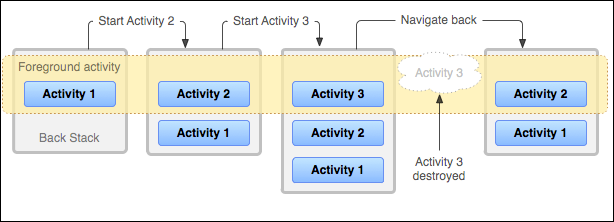 Start Activity 2
Start Activity 3
Navigate back
Foreground activity
Activity 1
Activity 2
Activity 3
Activity 3
Activity 2
Back Stack
Activity 1
Activity 2
Activity 1
Activity 1
Activity 3
destroyed